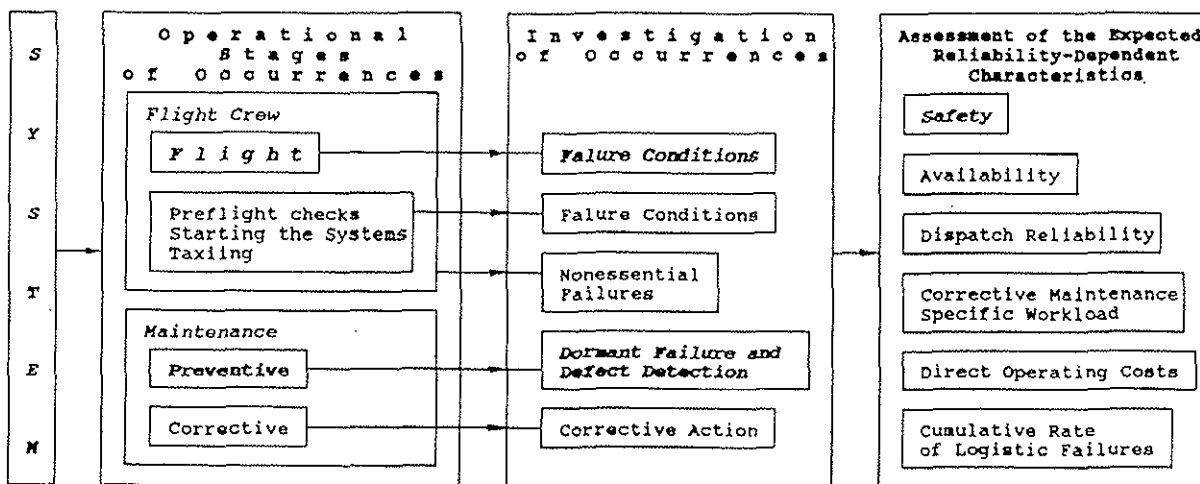 S
Y
S
T
E
M
Operational
Stages
of Occurrences
Flight Crew
Flight
Preflight checks
Starting the Systems
Taxiing
Maintenance
Preventive
Corrective
Investigation
of Occurrences
Falure Conditions
Falure Conditions
Nonessential
Failures
Dormant Failure and
Defect Detection
Corrective Action
Assessment of the Expected
Reliability-Dependent
Characteristics
Safety
Availability
Dispatch Reliability
Corrective Maintenance
Specific Workload
Direct Operating Costs
Cumulative Rate
of Logistic Failures